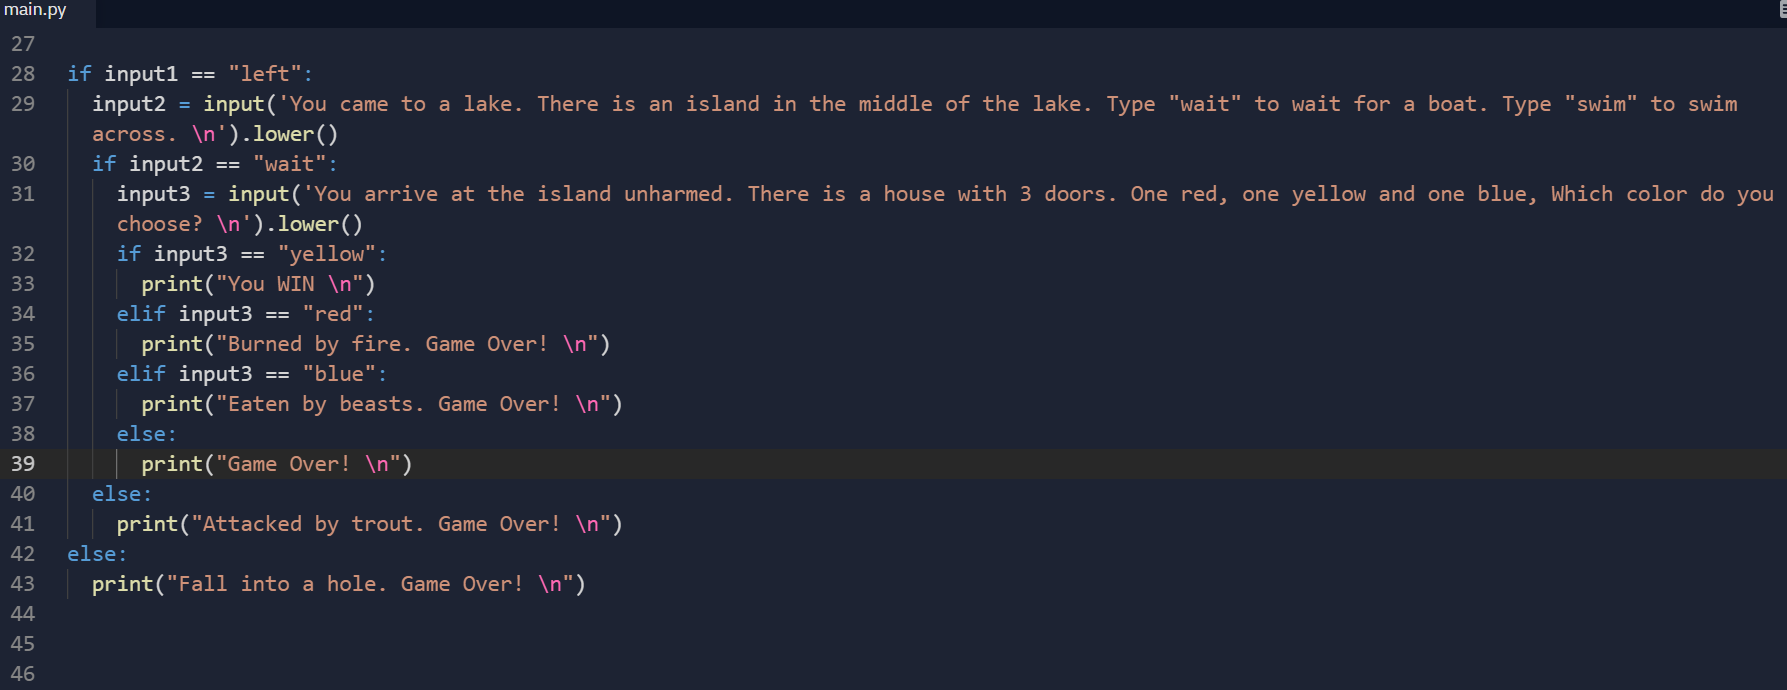 main.py
27
28 if input1 == "left":
29 input2 = input('You came to a lake. There is an island in the middle of the lake. Type "wait" to wait for a boat. Type "swim" to swim
across. \n').lower()
30 if input2 == "wait":
31 input3 = input('You arrive at the island unharmed. There is a house with 3 doors. One red, one yellow and one blue, Which color do you
choose? \n').lower()
32 if input3 == "yellow":
33 print("You WIN \n")
34 elif input3 == "red":
35 print("Burned by fire. Game Over! \n")
36 elif input3 == "blue":
37 print("Eaten by beasts. Game Over! \n")
38 else:
39 print("Game Over! \n")
40 else:
41 print("Attacked by trout. Game Over! \n")
42 else:
43 print("Fall into a hole. Game Over! \n")
44
45
46